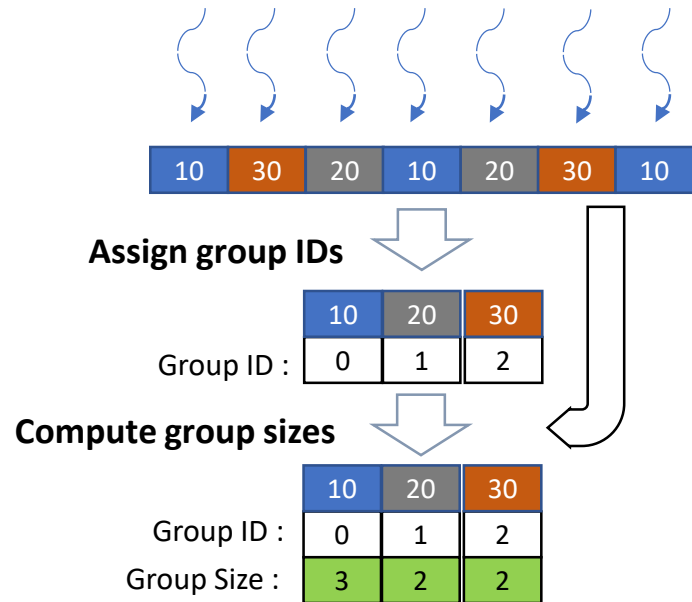 10 30 20 10 20 30 10
Assign group IDs
10 20 30
Group ID : 0 1 2
Compute group sizes
10 20 30
Group ID : 0 1 2
Group Size : 3 2 2